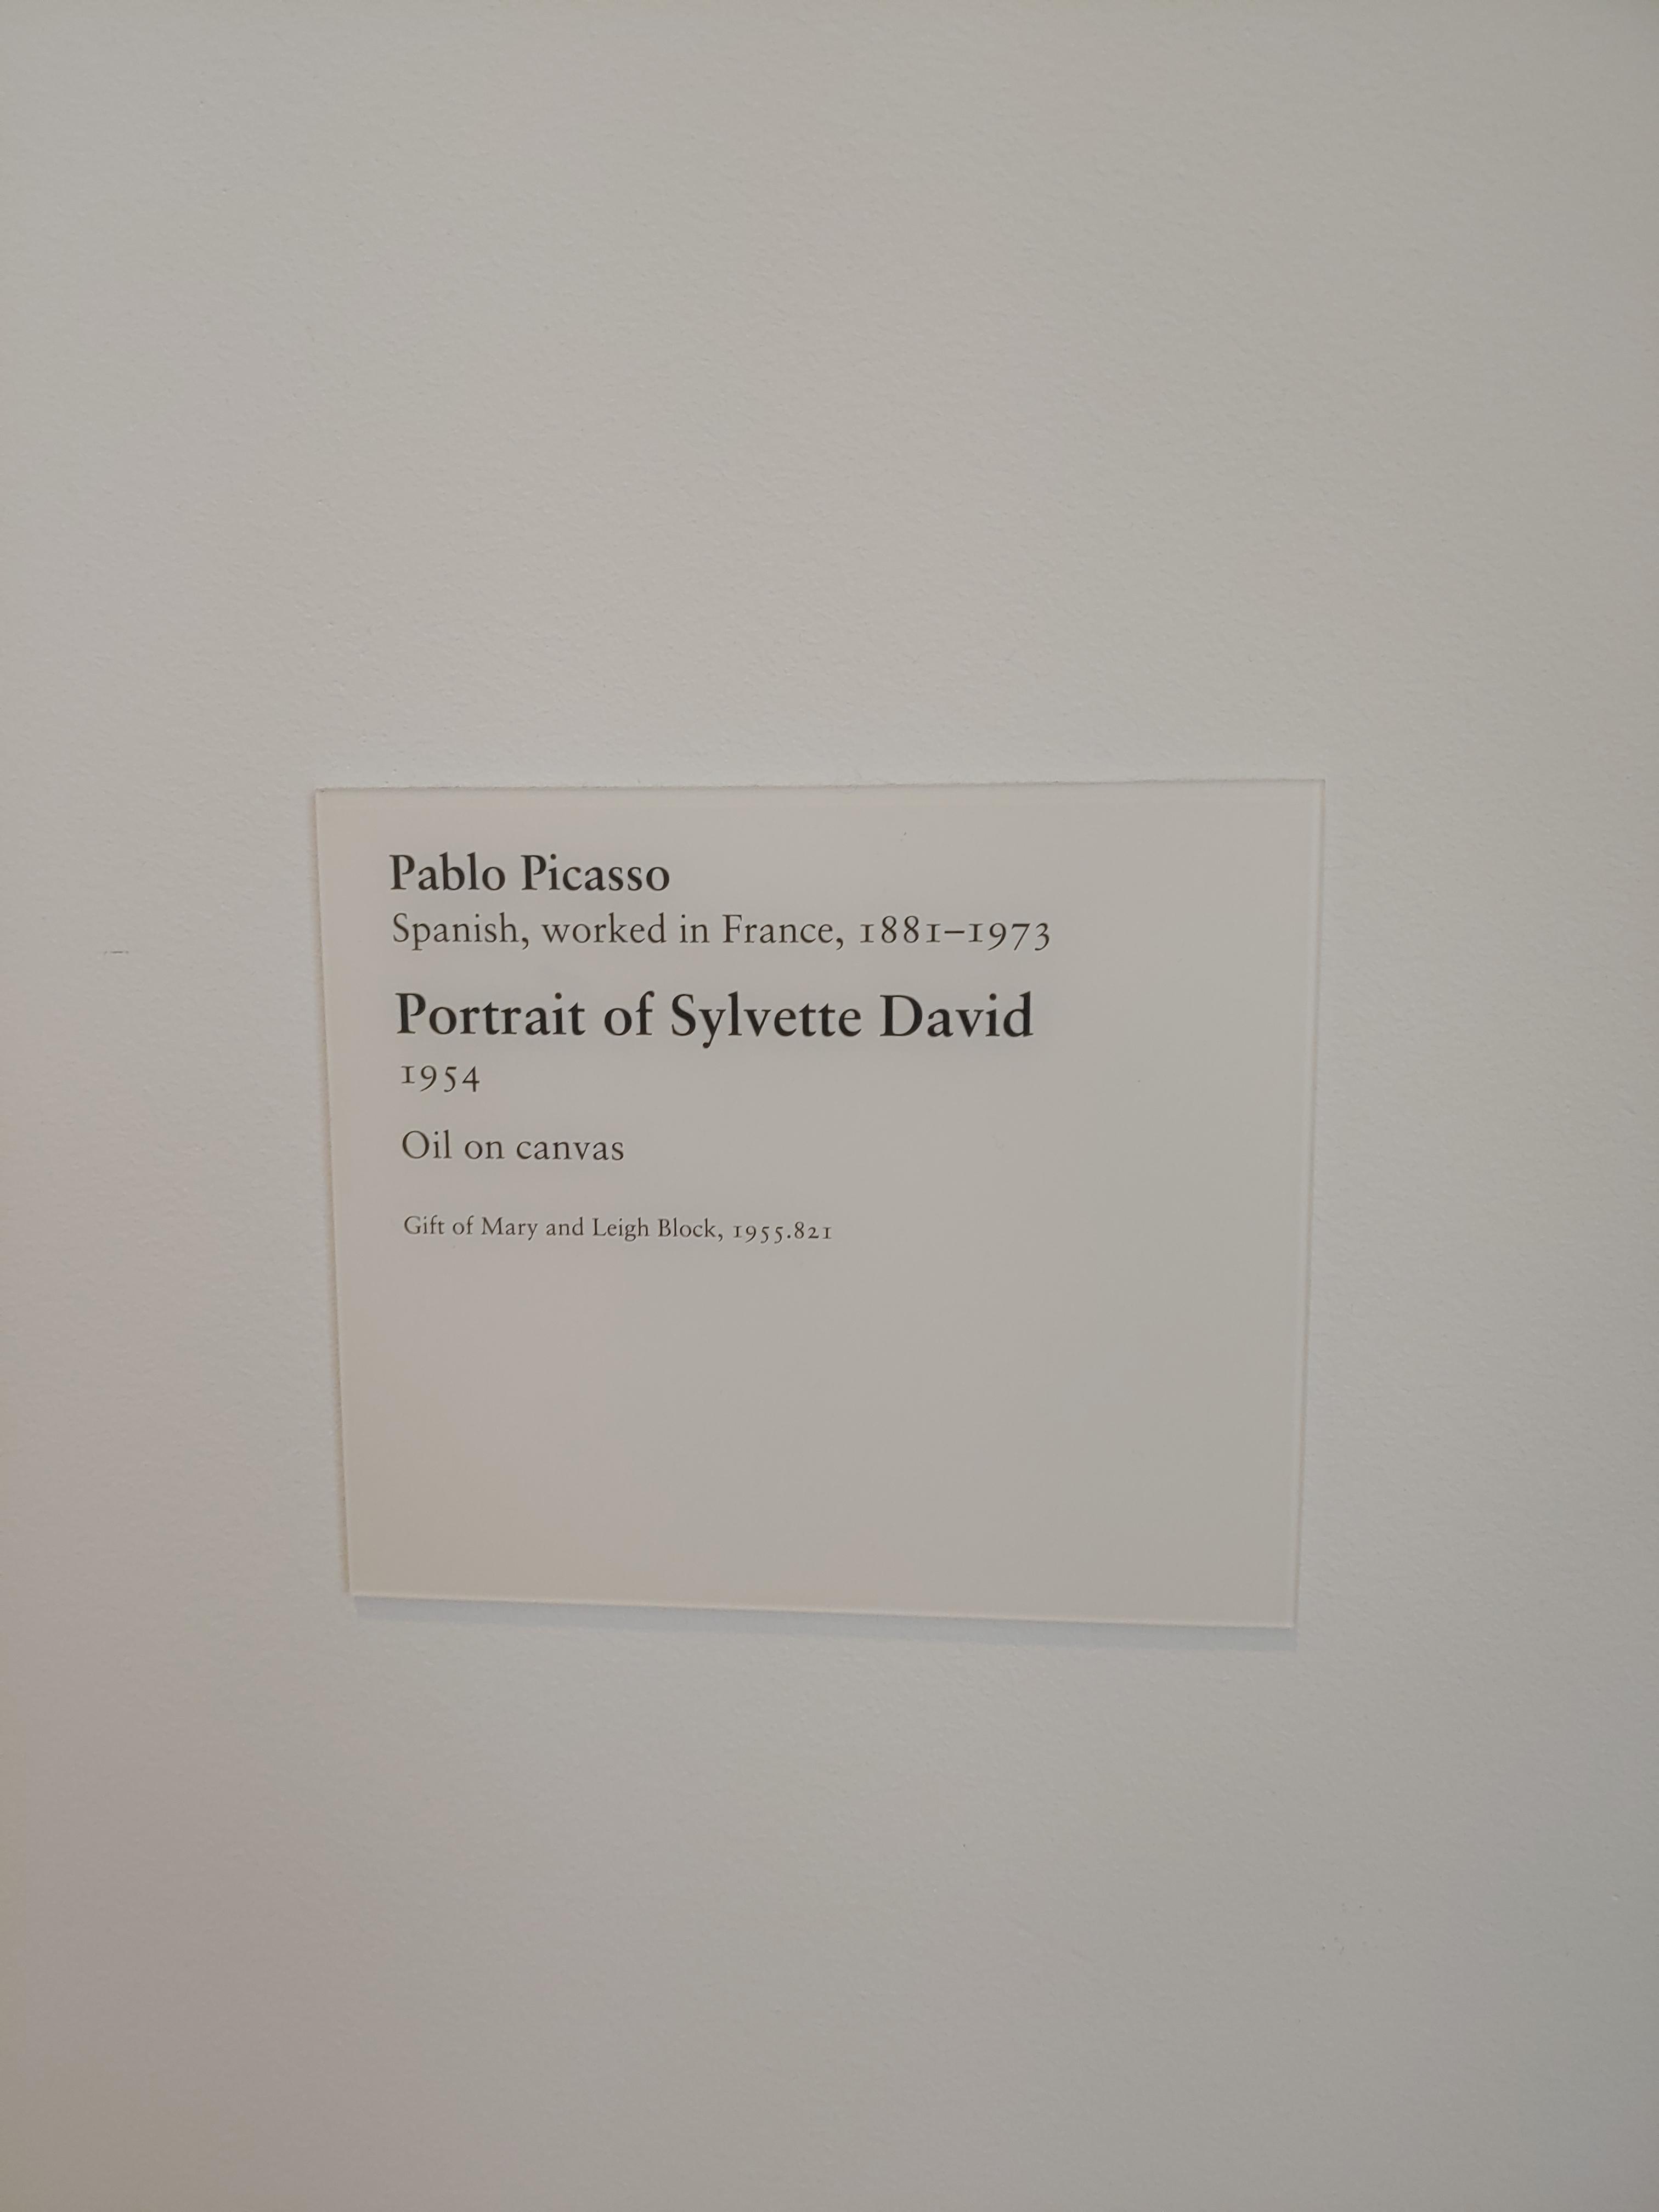 Pablo Picasso
Spanish, worked in France, 1881–1973
Portrait of Sylvette David
1954
Oil on canvas
Gift of Mary and Leigh Block, 1955.821